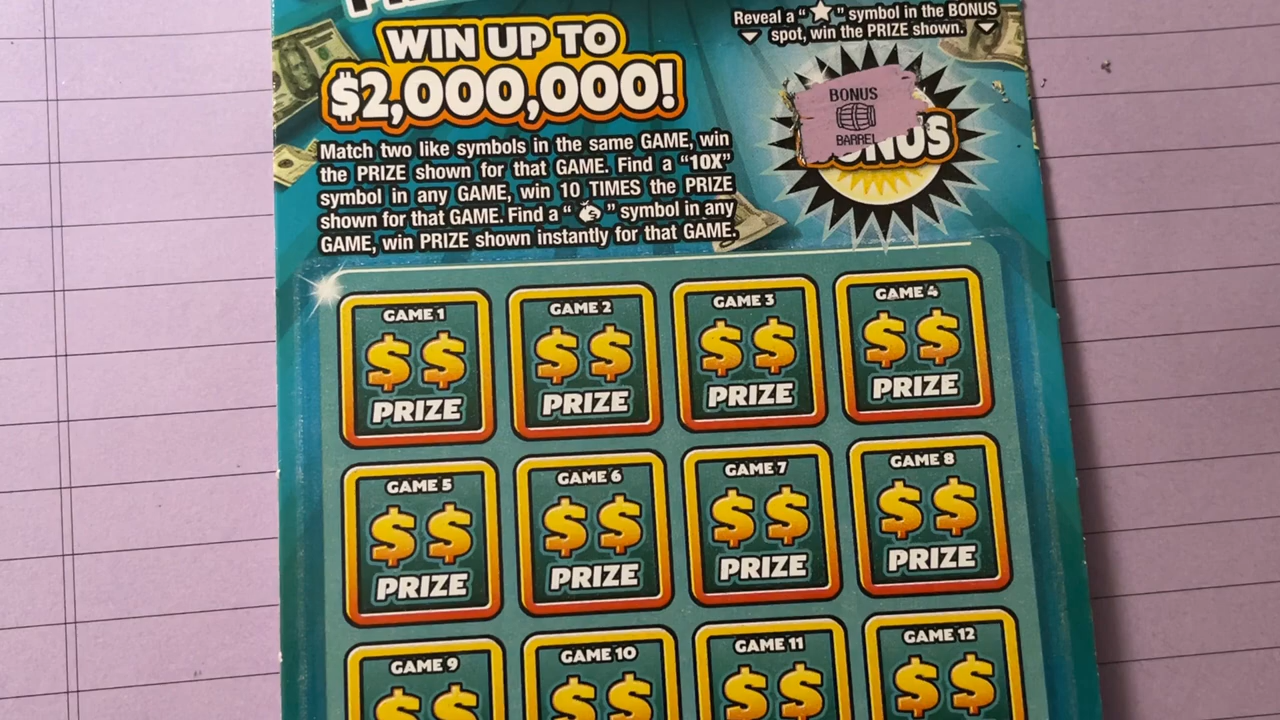 WIN UP TO
$2,000,000!
Match two like symbols in the same GAME, win
the PRIZE shown for that GAME. Find a “10X”
symbol in any GAME, win 10 TIMES the PRIZE
shown for that GAME. Find a “ ” symbol in any
GAME, win PRIZE shown instantly for that GAME.
Reveal a “★” symbol in the BONUS
spot, win the PRIZE shown.
BONUS
BARREL
GAME 1
$ $
PRIZE
GAME 2
$ $
PRIZE
GAME 3
$ $
PRIZE
GAME 4
$ $
PRIZE
GAME 5
$ $
PRIZE
GAME 6
$ $
PRIZE
GAME 7
$ $
PRIZE
GAME 8
$ $
PRIZE
GAME 9
$ $
GAME 10
$ $
GAME 11
$ $
GAME 12
$ $